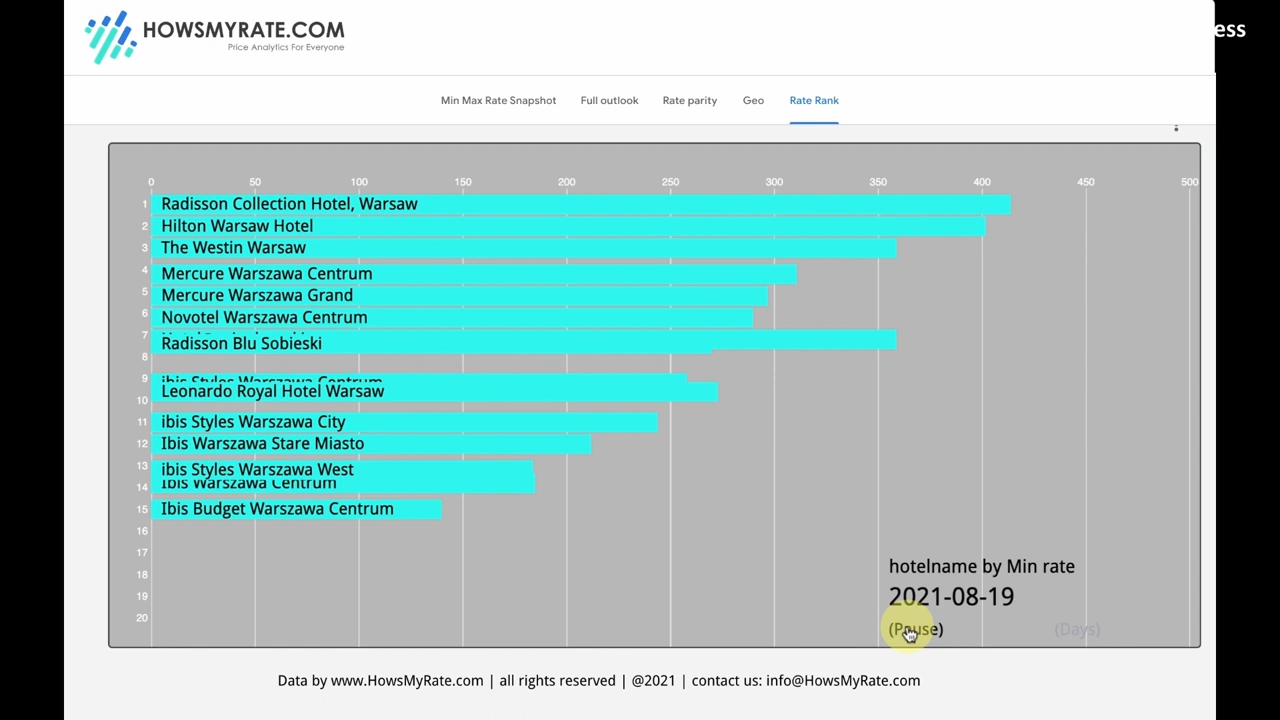 HOWSMYRATE.COM
Price Analytics For Everyone
ess
Min Max Rate Snapshot Full outlook Rate parity Geo Rate Rank
0 50 100 150 200 250 300 350 400 450 500
1 Radisson Collection Hotel, Warsaw
2 Hilton Warsaw Hotel
3 The Westin Warsaw
4 Mercure Warszawa Centrum
5 Mercure Warszawa Grand
6 Novotel Warszawa Centrum
7
Radisson Blu Sobieski
8
9 ibis Styles Warszawa Centrum
Leonardo Royal Hotel Warsaw
10
11 ibis Styles Warszawa City
12 Ibis Warszawa Stare Miasto
13 ibis Styles Warszawa West
14 Ibis Warszawa Centrum
15 Ibis Budget Warszawa Centrum
16
17
18
19
20
hotelname by Min rate
2021-08-19
(Pause) (Days)
Data by www.HowsMyRate.com | all rights reserved | @2021 | contact us: info@HowsMyRate.com